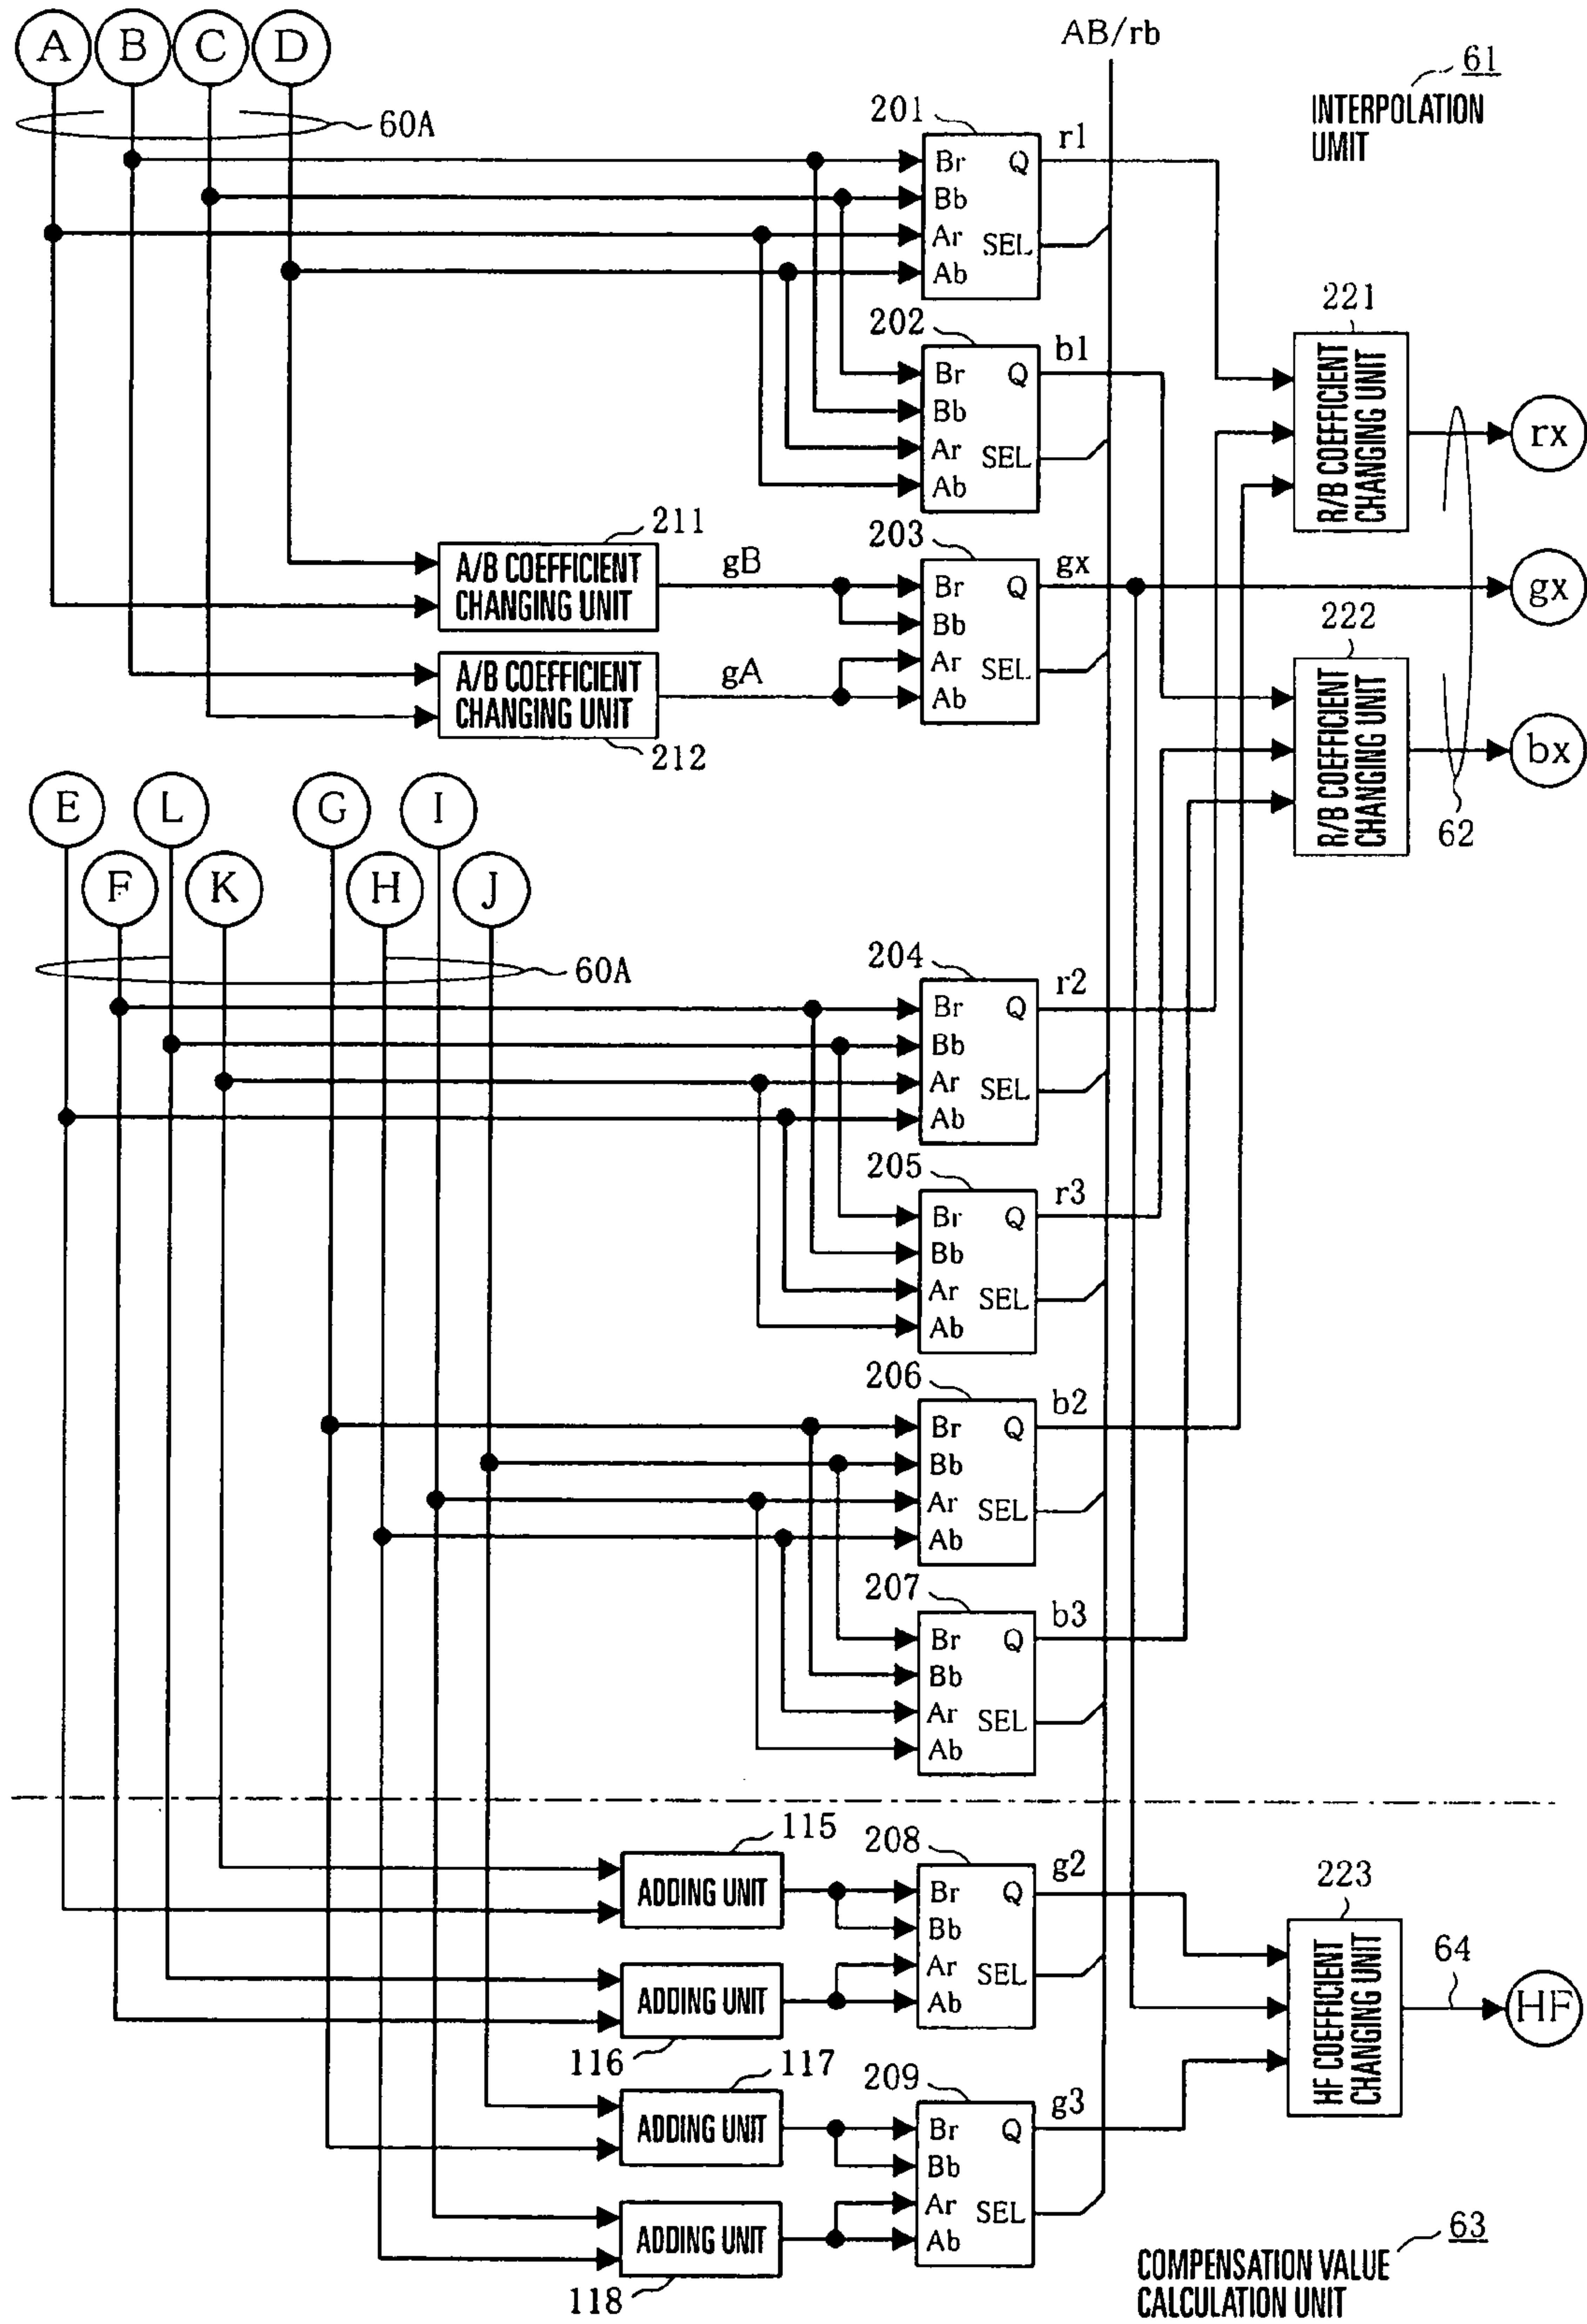 A B C D
AB/rb
61
INTERPOLATION
UMIT
60A
201
r1
Br Q
Bb
Ar SEL
Ab
202
b1
Br Q
Bb
Ar SEL
Ab
221
R/B COEFFICIENT
CHANGING UNIT
rx
211
A/B COEFFICIENT
CHANGING UNIT
gB
203
gx
Br Q
Bb
Ar SEL
Ab
gx
A/B COEFFICIENT
CHANGING UNIT
gA
212
222
R/B COEFFICIENT
CHANGING UNIT
bx
62
E L G I
F K H J
60A
204
r2
Br Q
Bb
Ar SEL
Ab
205
r3
Br Q
Bb
Ar SEL
Ab
206
b2
Br Q
Bb
Ar SEL
Ab
207
b3
Br Q
Bb
Ar SEL
Ab
115
ADDING UNIT
208
g2
Br Q
Bb
Ar SEL
Ab
ADDING UNIT
116
223
HF COEFFICIENT
CHANGING UNIT
64
HF
117
ADDING UNIT
209
g3
Br Q
Bb
Ar SEL
Ab
ADDING UNIT
118
63
COMPENSATION VALUE
CALCULATION UNIT